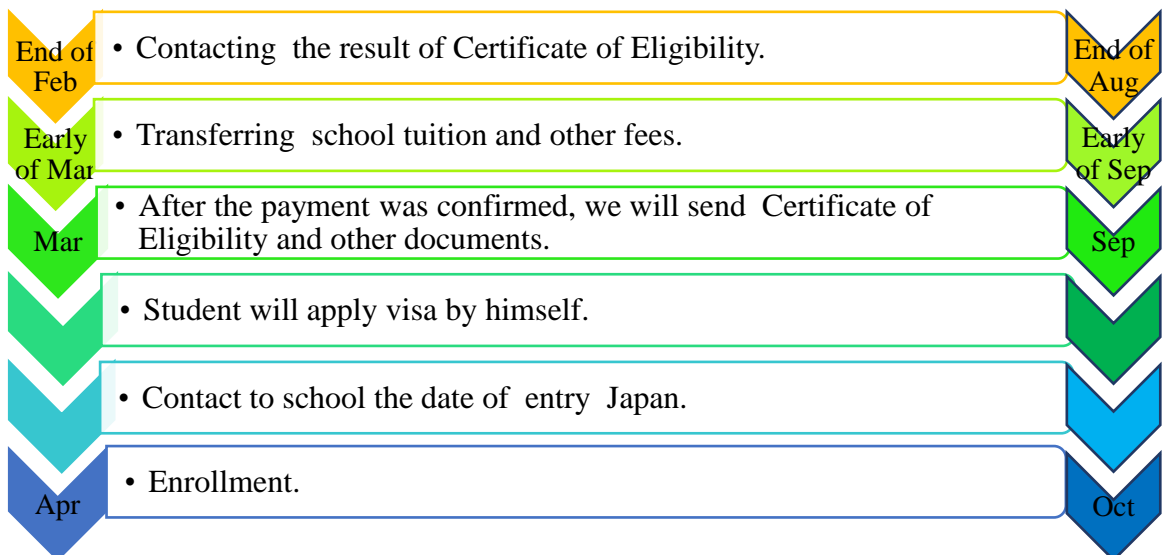 End of
Feb
• Contacting the result of Certificate of Eligibility.
End of
Aug
Early
of Mar
• Transferring school tuition and other fees.
Early
of Sep
Mar
• After the payment was confirmed, we will send Certificate of
Eligibility and other documents.
Sep
• Student will apply visa by himself.
• Contact to school the date of entry Japan.
Apr
• Enrollment.
Oct